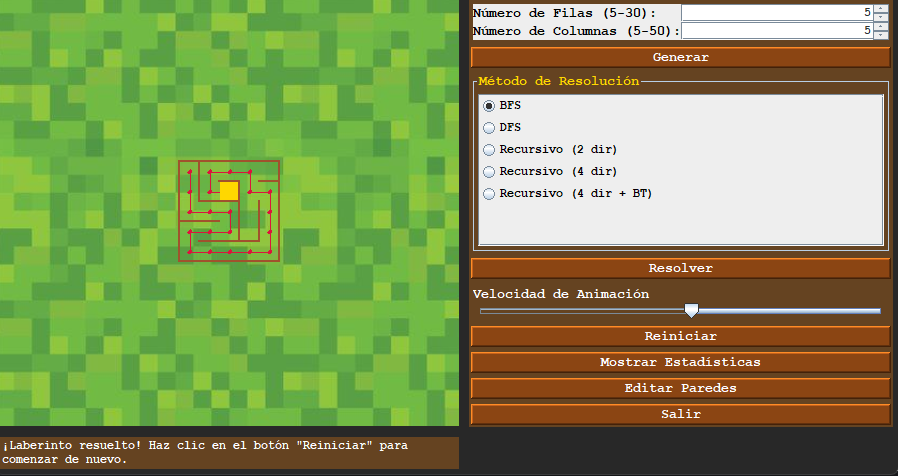 Número de Filas (5-30): 5
Número de Columnas (5-50): 5
Generar
Método de Resolución
BFS
DFS
Recursivo (2 dir)
Recursivo (4 dir)
Recursivo (4 dir + BT)
Resolver
Velocidad de Animación
Reiniciar
Mostrar Estadísticas
Editar Paredes
Salir
¡Laberinto resuelto! Haz clic en el botón "Reiniciar" para
comenzar de nuevo.